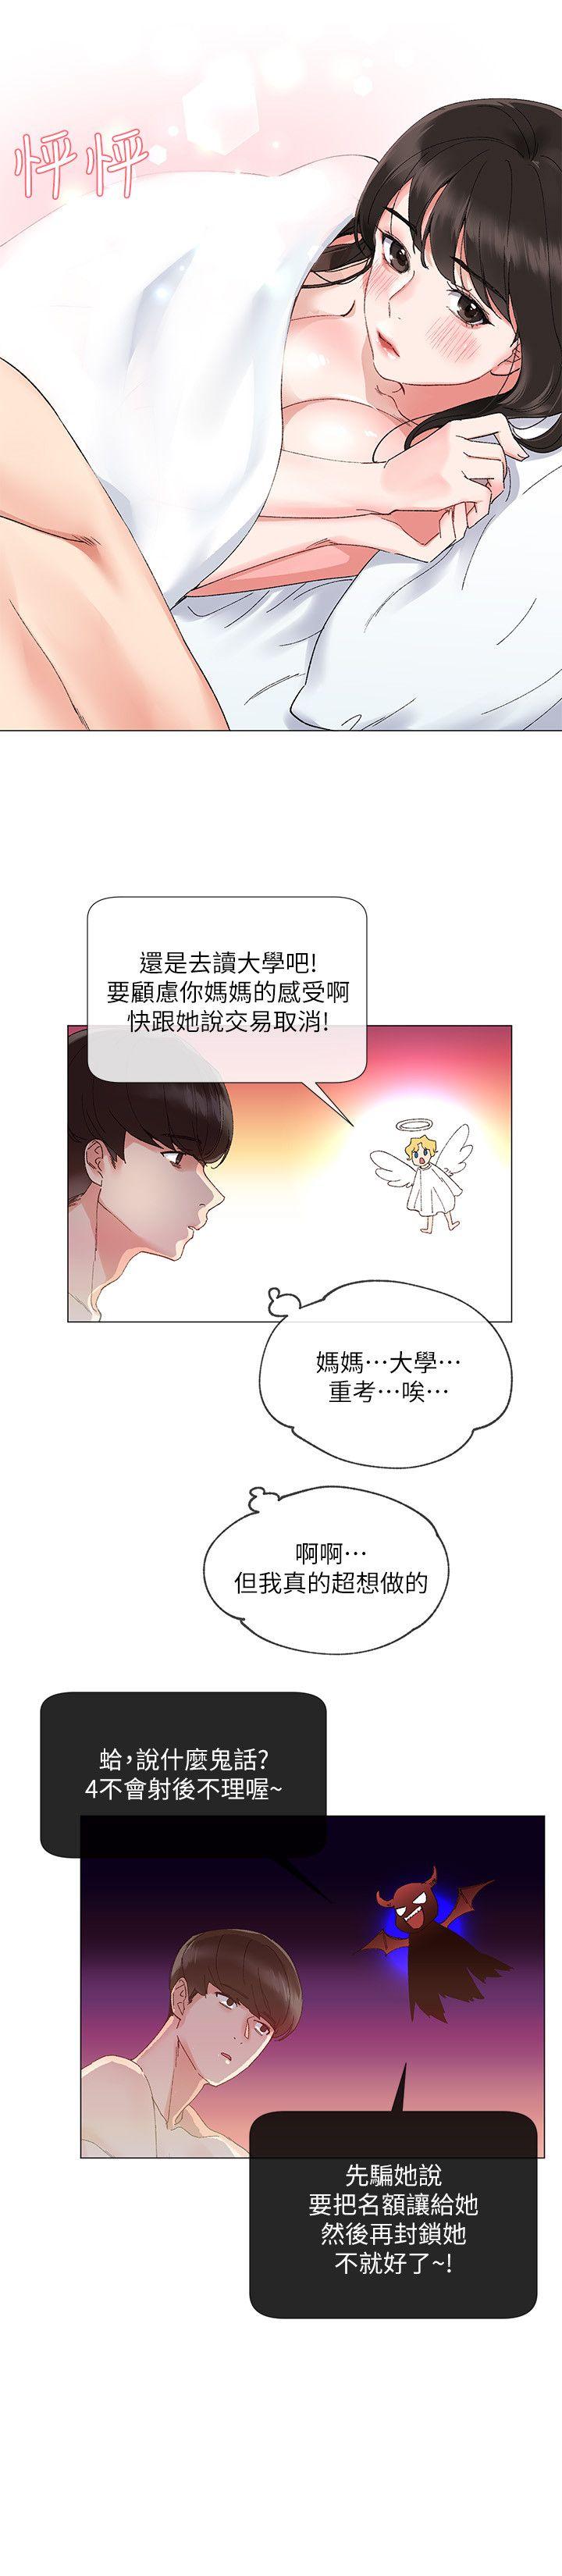 怦怦
還是去讀大學吧!
要顧慮你媽媽的感受啊
快跟她說交易取消!
媽媽⋯大學⋯
重考⋯唉⋯
啊啊⋯
但我真的超想做的
蛤,說什麼鬼話?
4不會射後不理喔~
先騙她說
要把名額讓給她
然後再封鎖她
不就好了~!